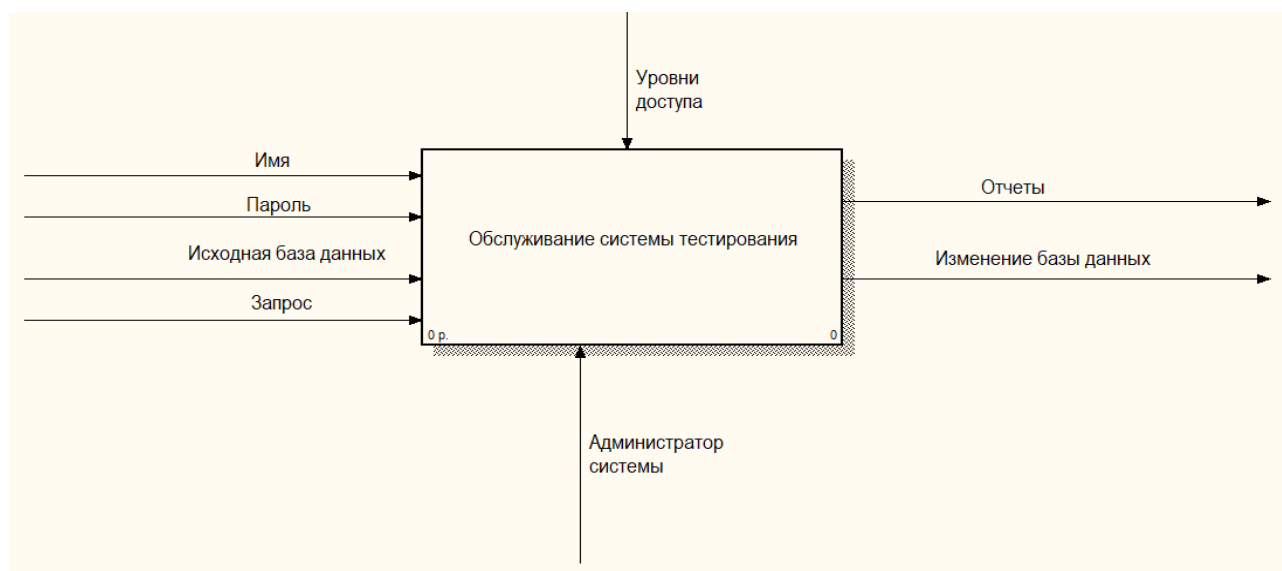 Уровни
доступа
Имя
Пароль
Исходная база данных
Запрос
Обслуживание системы тестирования
0 р.
0
Отчеты
Изменение базы данных
Администратор
системы